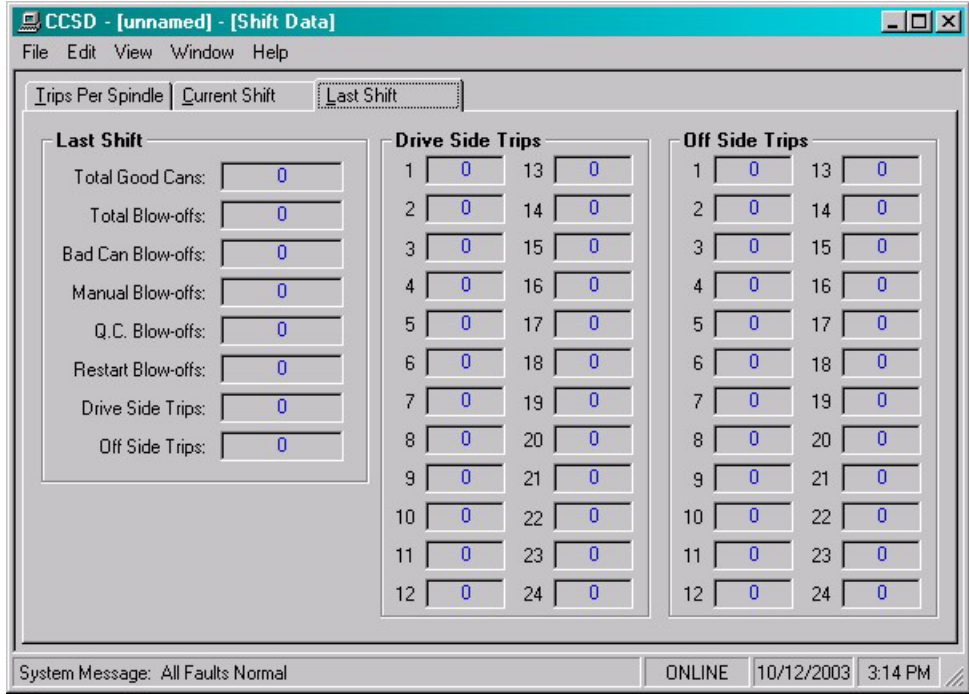 CCSD - [unnamed] - [Shift Data]
File Edit View Window Help
Trips Per Spindle Current Shift Last Shift
Last Shift
Total Good Cans: 0
Total Blow-offs: 0
Bad Can Blow-offs: 0
Manual Blow-offs: 0
Q.C. Blow-offs: 0
Restart Blow-offs: 0
Drive Side Trips: 0
Off Side Trips: 0
Drive Side Trips
1 0 13 0
2 0 14 0
3 0 15 0
4 0 16 0
5 0 17 0
6 0 18 0
7 0 19 0
8 0 20 0
9 0 21 0
10 0 22 0
11 0 23 0
12 0 24 0
Off Side Trips
1 0 13 0
2 0 14 0
3 0 15 0
4 0 16 0
5 0 17 0
6 0 18 0
7 0 19 0
8 0 20 0
9 0 21 0
10 0 22 0
11 0 23 0
12 0 24 0
System Message: All Faults Normal ONLINE 10/12/2003 3:14 PM